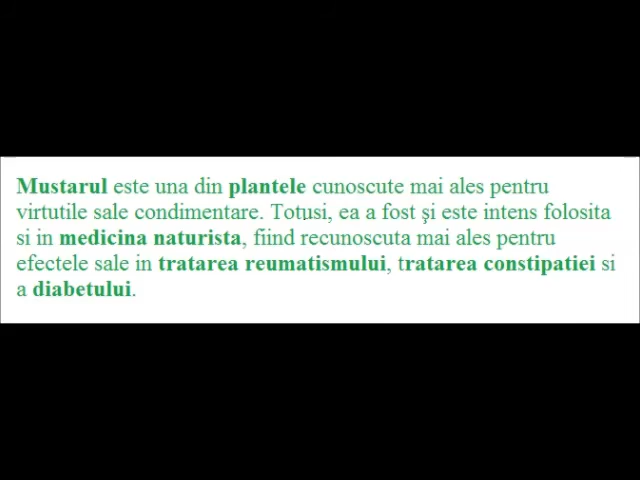 Mustarul este una din plantele cunoscute mai ales pentru
virtutile sale condimentare. Totusi, ea a fost şi este intens folosita
si in medicina naturista, fiind recunoscuta mai ales pentru
efectele sale in tratarea reumatismului, tratarea constipatiei si
a diabetului.